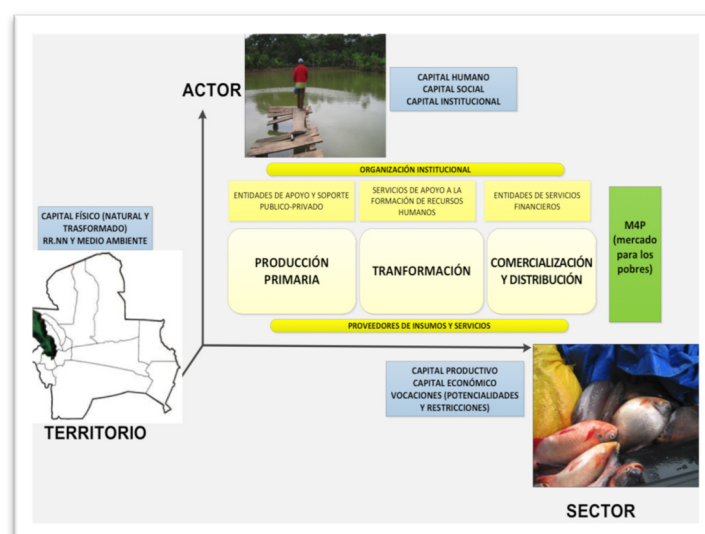 ACTOR
CAPITAL HUMANO
CAPITAL SOCIAL
CAPITAL INSTITUCIONAL
ORGANIZACIÓN INSTITUCIONAL
ENTIDADES DE APOYO Y SOPORTE
PUBLICO-PRIVADO
SERVICIOS DE APOYO A LA
FORMACIÓN DE RECURSOS
HUMANOS
ENTIDADES DE SERVICIOS
FINANCIEROS
CAPITAL FÍSICO (NATURAL Y
TRASFORMADO)
RR.NN Y MEDIO AMBIENTE
M4P
(mercado
para los
pobres)
PRODUCCIÓN
PRIMARIA
TRANFORMACIÓN
COMERCIALIZACIÓN
Y DISTRIBUCIÓN
PROVEEDORES DE INSUMOS Y SERVICIOS
CAPITAL PRODUCTIVO
CAPITAL ECONÓMICO
VOCACIONES (POTENCIALIDADES
Y RESTRICCIONES)
TERRITORIO
SECTOR